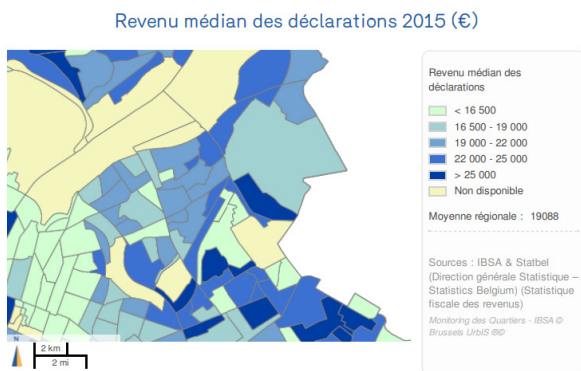 Revenu médian des déclarations 2015 (€)
Revenu médian des
déclarations
< 16 500
16 500 - 19 000
19 000 - 22 000
22 000 - 25 000
> 25 000
Non disponible
Moyenne régionale : 19088
Sources : IBSA & Statbel
(Direction générale Statistique –
Statistics Belgium) (Statistique
fiscale des revenus)
Monitoring des Quartiers - IBSA ©
Brussels UrbIS ®©
N
2 km
2 mi